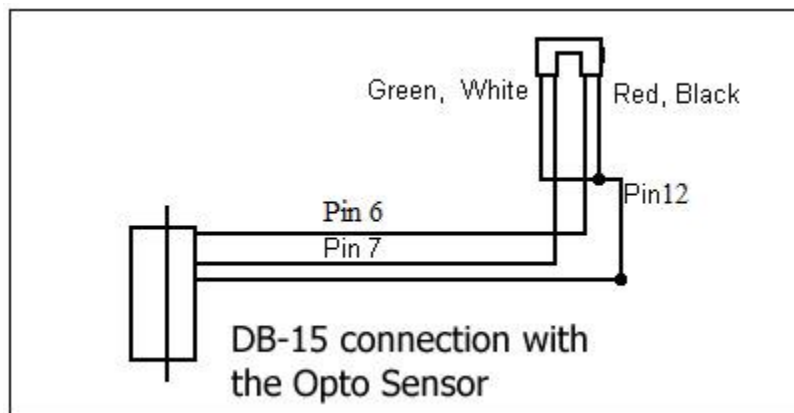 Green, White
Red, Black
Pin12
Pin 6
Pin 7
DB-15 connection with
the Opto Sensor